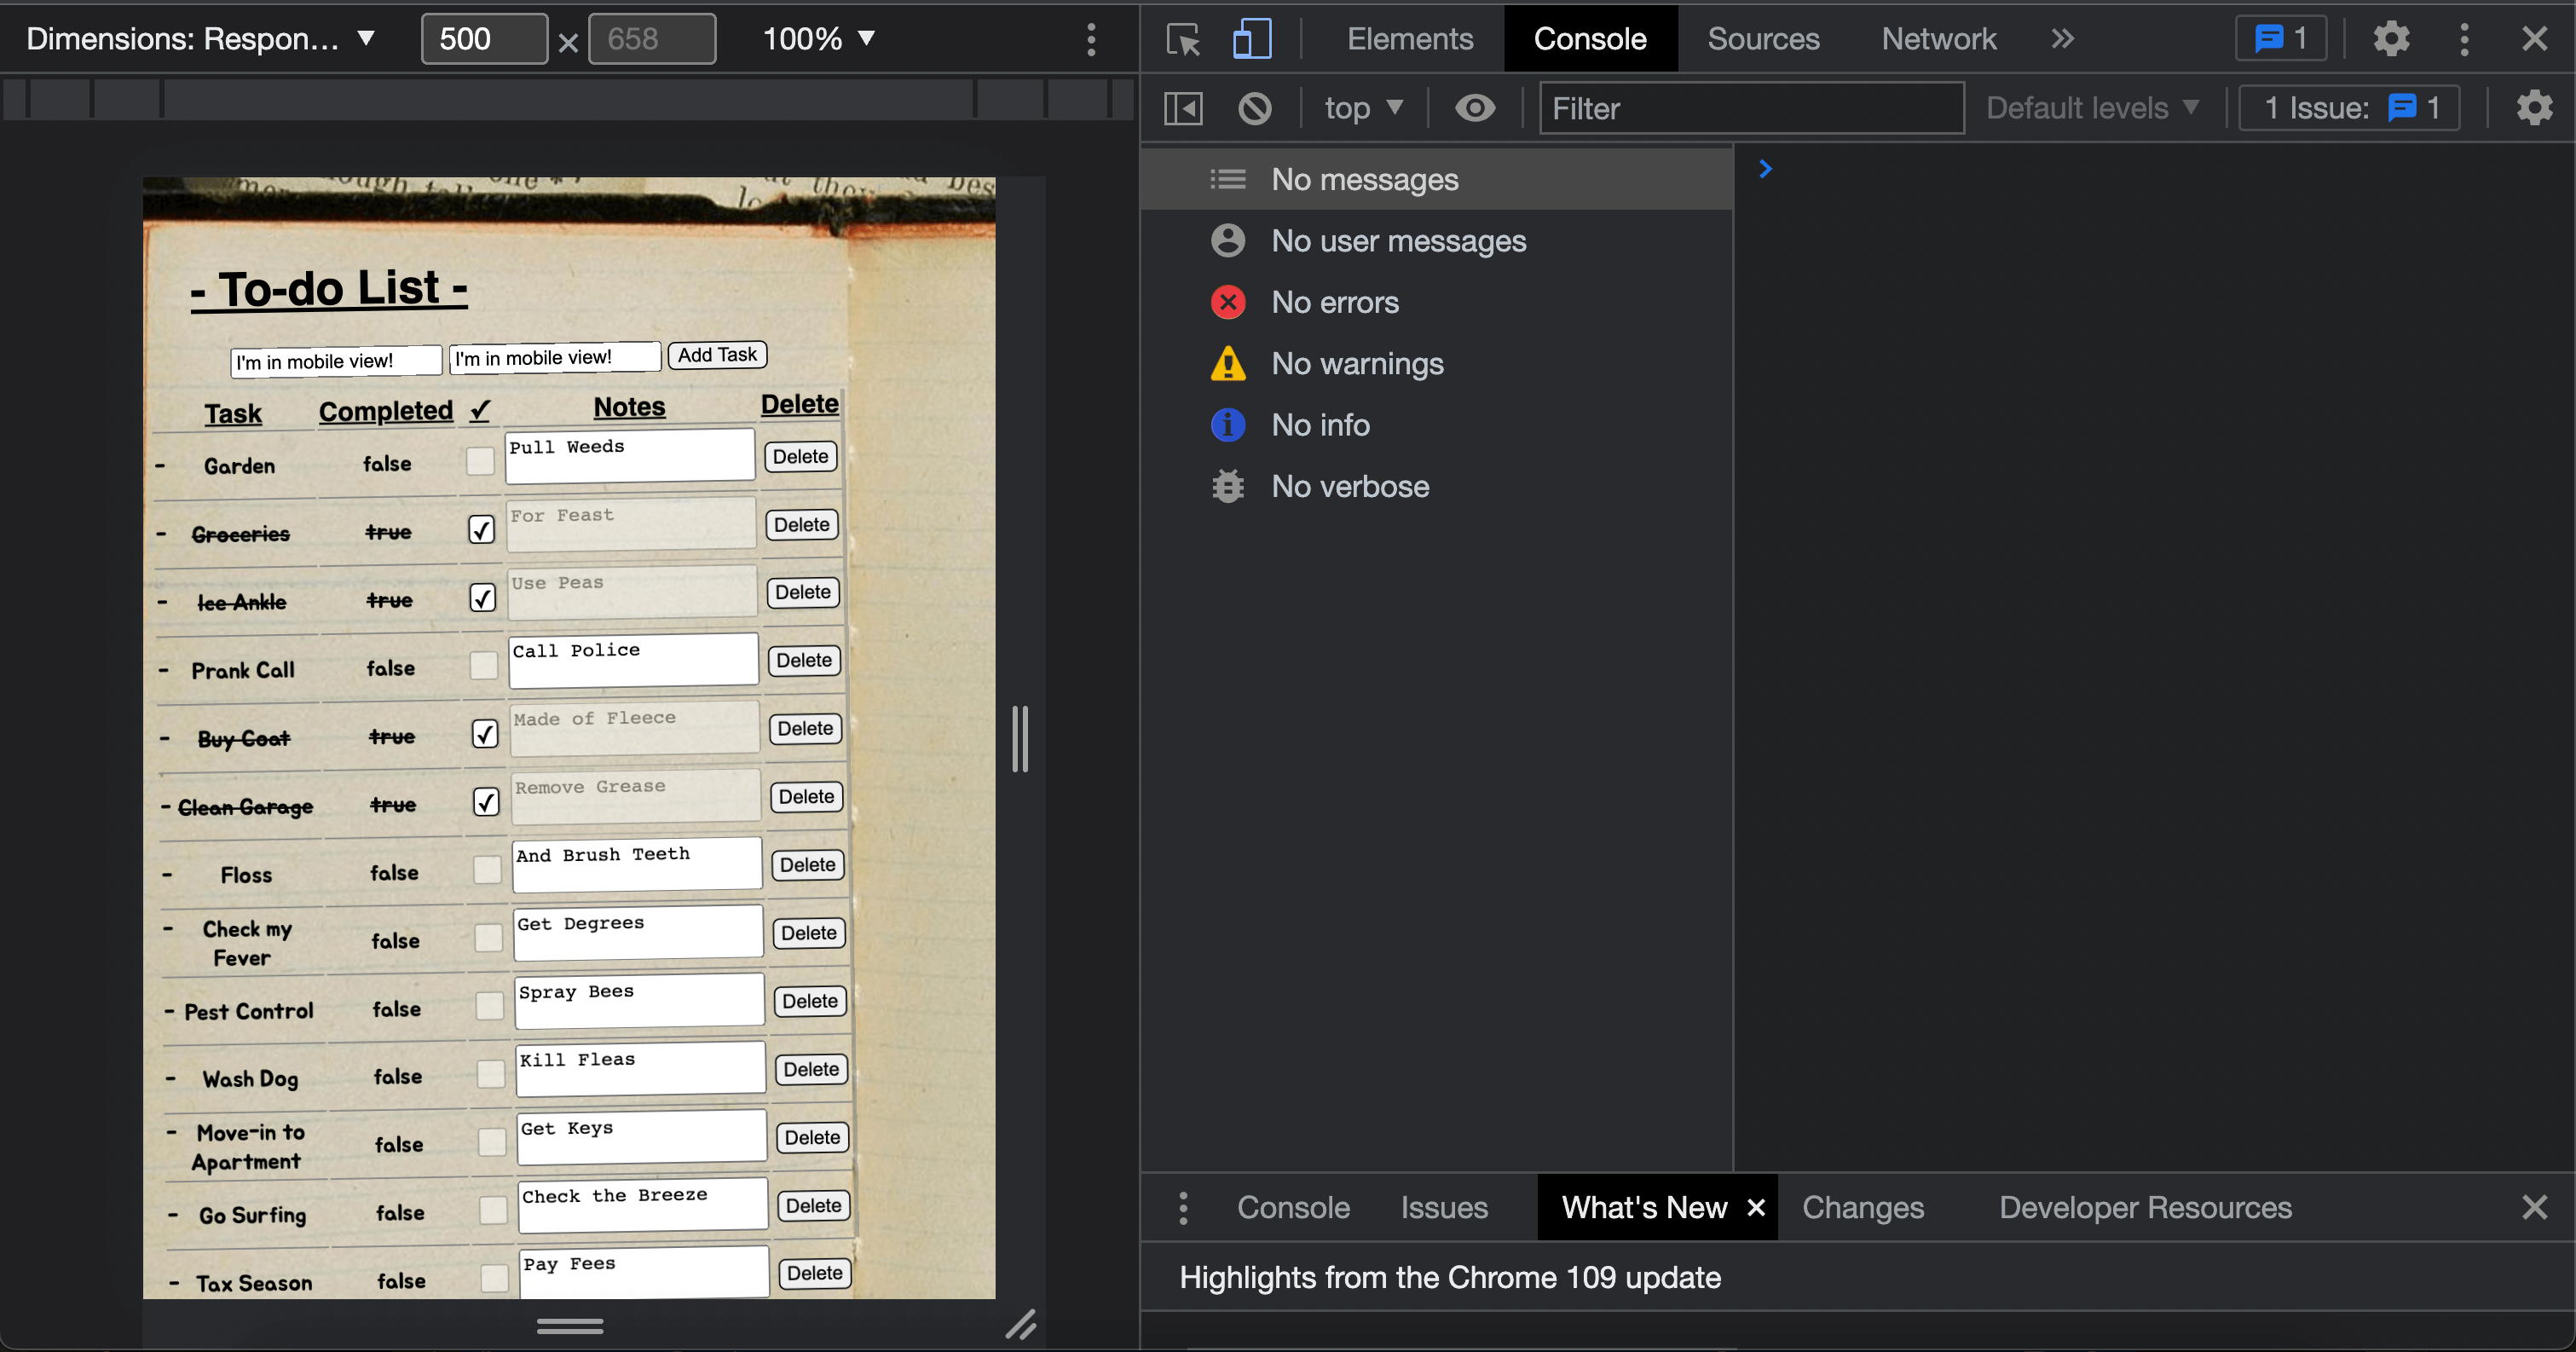 Dimensions: Respon... ▼ 500 × 658 100% ▼
Elements Console Sources Network » 1
top ▼ Filter Default levels ▼ 1 Issue: 1
No messages
No user messages
No errors
No warnings
No info
No verbose
- To-do List -
I'm in mobile view! I'm in mobile view! Add Task
Task Completed ✓ Notes Delete
- Garden false Pull Weeds Delete
- Groceries true ✓ For Feast Delete
- Ice Ankle true ✓ Use Peas Delete
- Prank Call false Call Police Delete
- Buy Coat true ✓ Made of Fleece Delete
- Clean Garage true ✓ Remove Grease Delete
- Floss false And Brush Teeth Delete
- Check my Fever false Get Degrees Delete
- Pest Control false Spray Bees Delete
- Wash Dog false Kill Fleas Delete
- Move-in to Apartment false Get Keys Delete
- Go Surfing false Check the Breeze Delete
- Tax Season false Pay Fees Delete
Console Issues What's New × Changes Developer Resources
Highlights from the Chrome 109 update